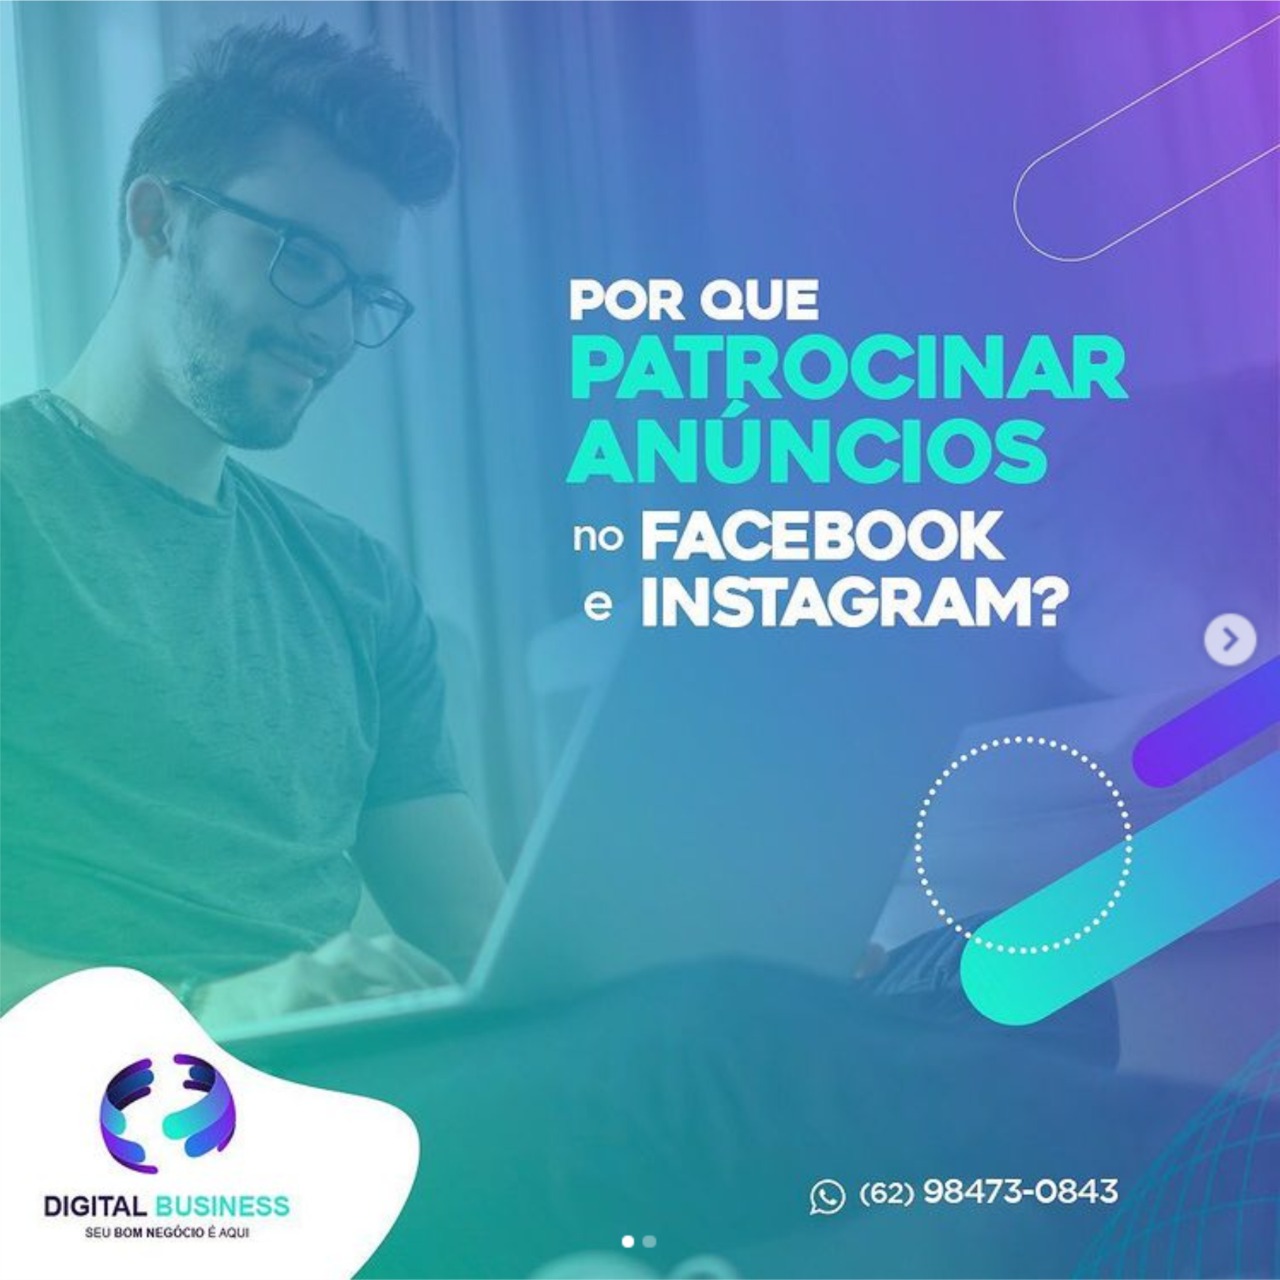 POR QUE
PATROCINAR
ANÚNCIOS
no FACEBOOK
e INSTAGRAM?
DIGITAL BUSINESS
SEU BOM NEGÓCIO É AQUI
(62) 98473-0843